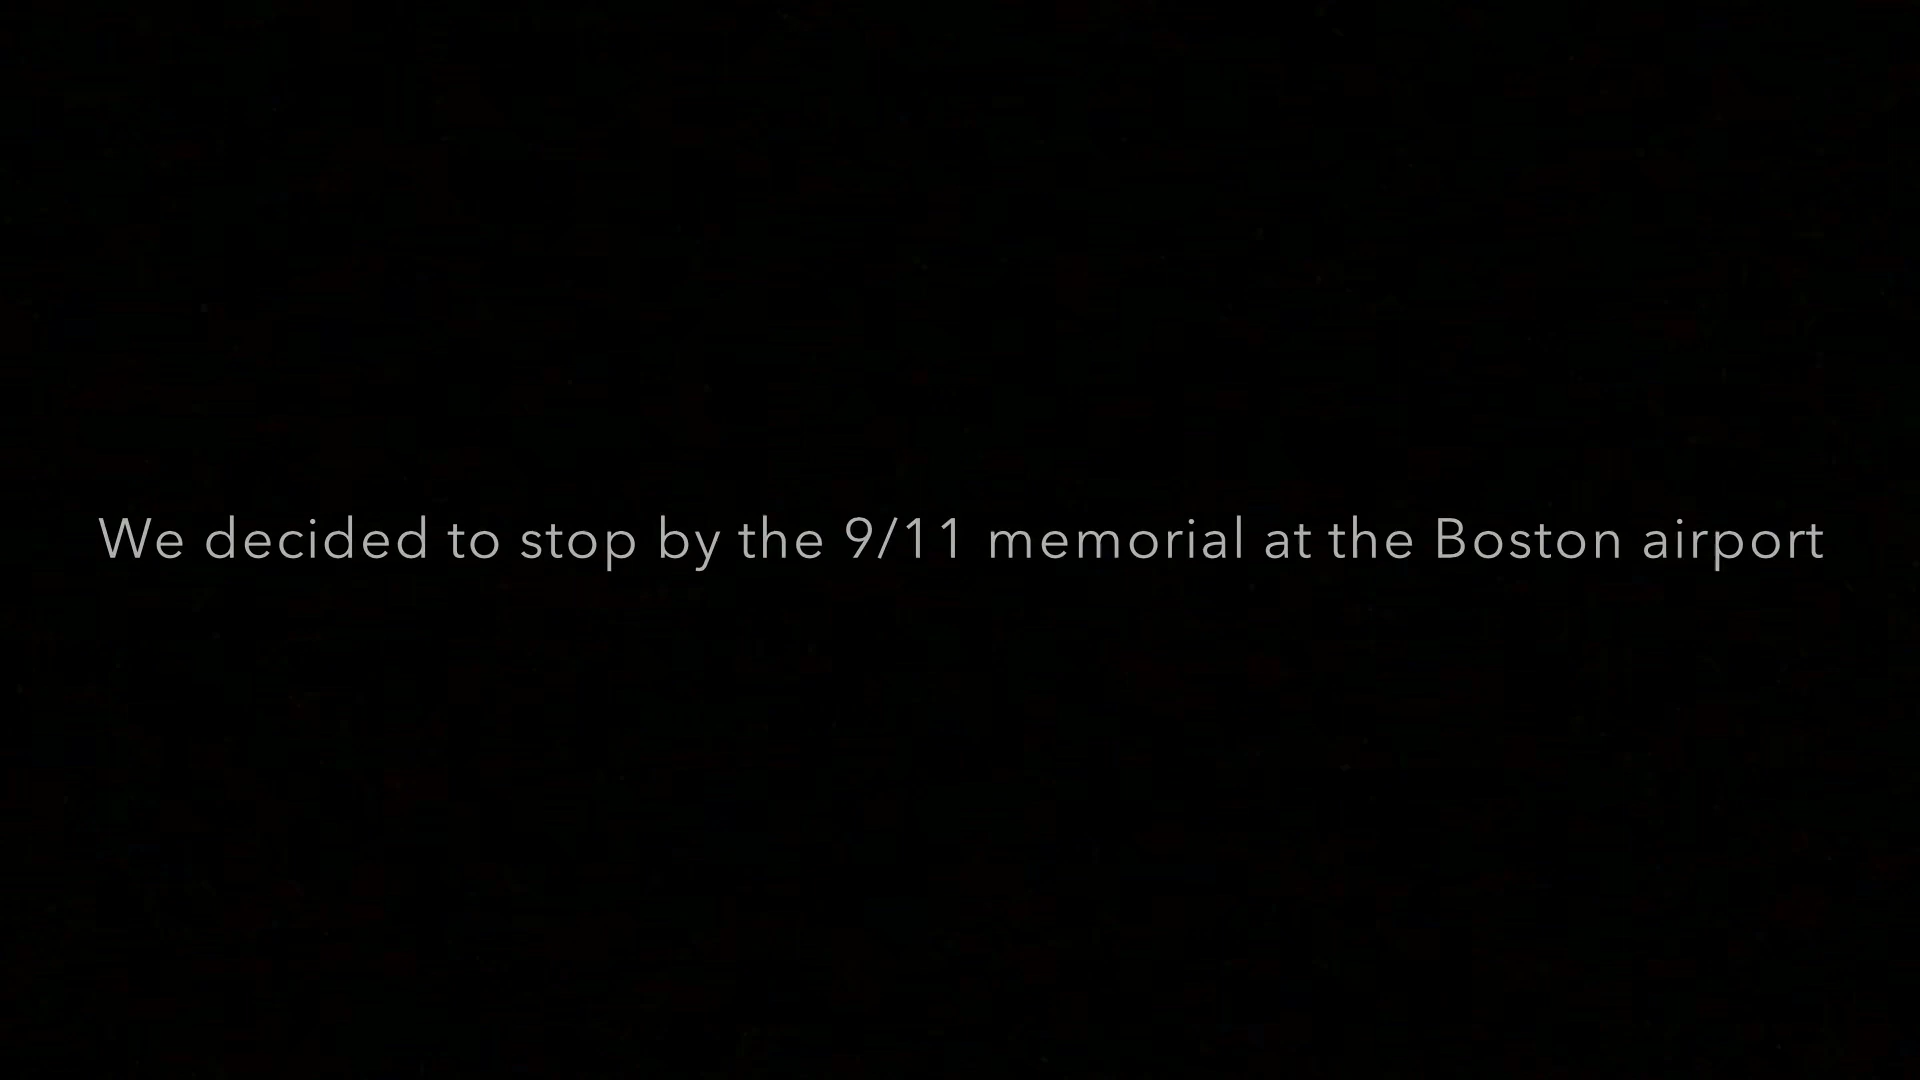 We decided to stop by the 9/11 memorial at the Boston airport